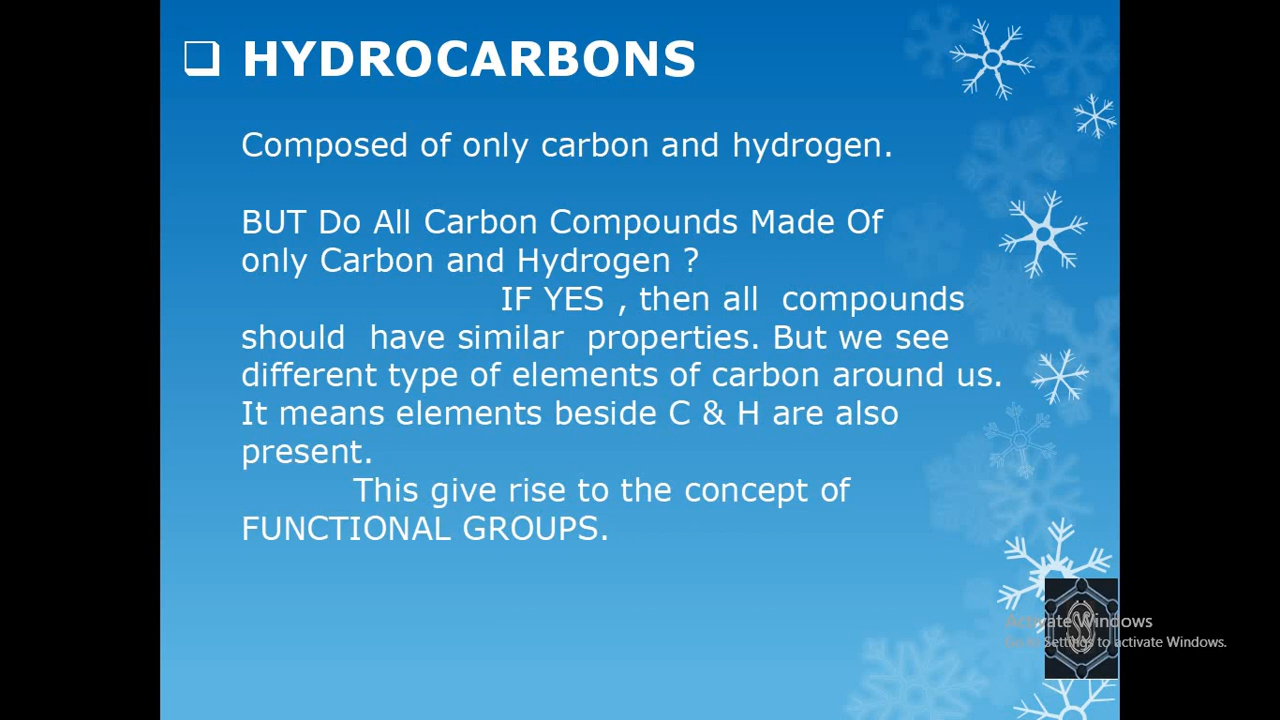 HYDROCARBONS
Composed of only carbon and hydrogen.
BUT Do All Carbon Compounds Made Of
only Carbon and Hydrogen ?
IF YES , then all compounds
should have similar properties. But we see
different type of elements of carbon around us.
It means elements beside C & H are also
present.
This give rise to the concept of
FUNCTIONAL GROUPS.
Activate Windows
Go to Settings to activate Windows.